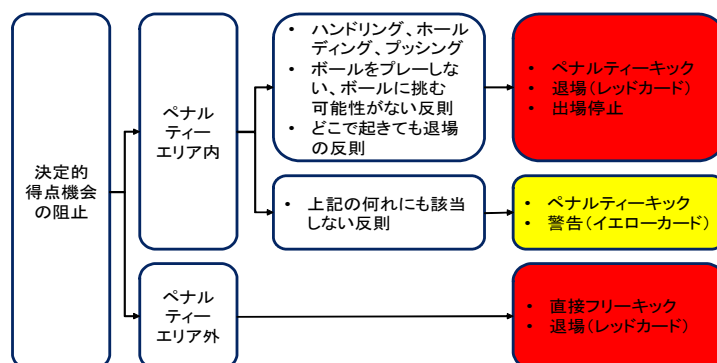 決定的
得点機会
の阻止
ペナル
ティー
エリア内
• ハンドリング、ホール
ディング、プッシング
• ボールをプレーしな
い、ボールに挑む
可能性がない反則
• どこで起きても退場
の反則
• ペナルティーキック
• 退場（レッドカード）
• 出場停止
• 上記の何れにも該当
しない反則
• ペナルティーキック
• 警告（イエローカード）
ペナル
ティー
エリア外
• 直接フリーキック
• 退場（レッドカード）